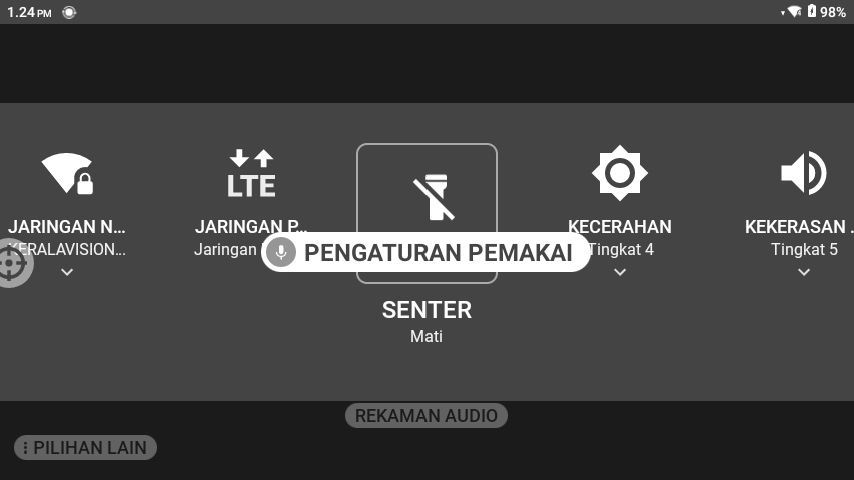 1.24 PM
98%
JARINGAN N...
KERALAVISION...
JARINGAN P...
Jaringan
LTE
KECERAHAN
Tingkat 4
KEKERASAN .
Tingkat 5
PENGATURAN PEMAKAI
SENTER
Mati
REKAMAN AUDIO
PILIHAN LAIN